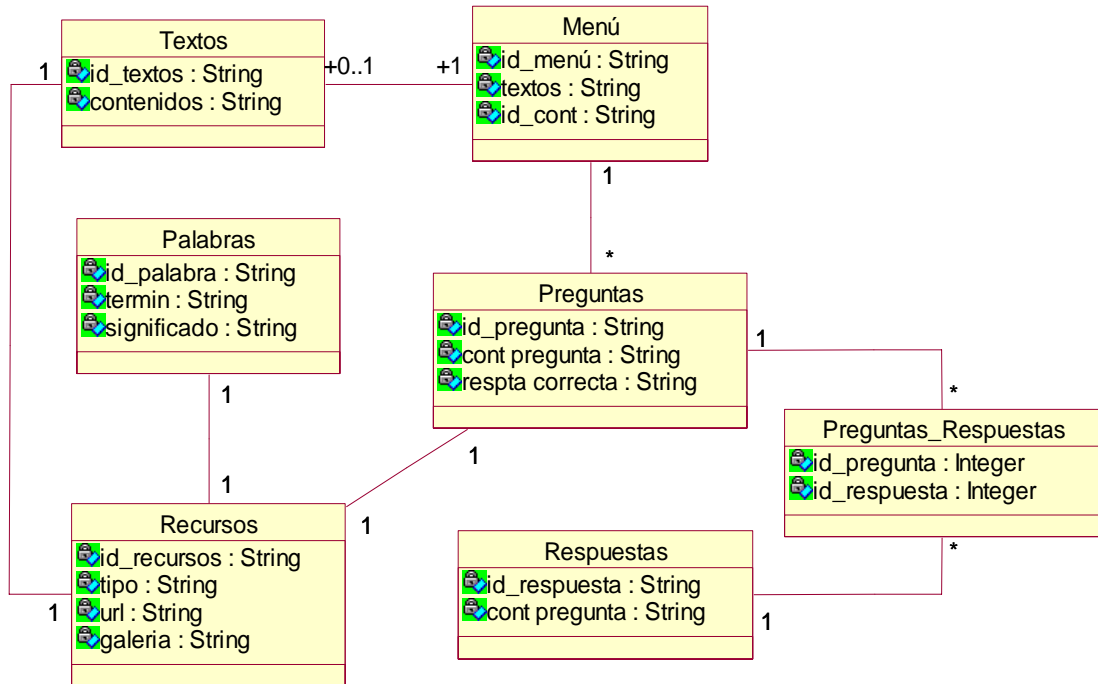 Textos
id_textos : String
contenidos : String
1
+0..1
+1
Menú
id_menú : String
textos : String
id_cont : String
1
*
Palabras
id_palabra : String
termin : String
significado : String
1
1
Preguntas
id_pregunta : String
cont pregunta : String
respta correcta : String
1
*
1
1
Preguntas_Respuestas
id_pregunta : Integer
id_respuesta : Integer
*
1
Recursos
id_recursos : String
tipo : String
url : String
galeria : String
1
Respuestas
id_respuesta : String
cont pregunta : String